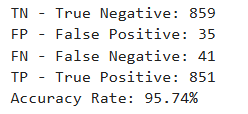 TN - True Negative: 859
FP - False Positive: 35
FN - False Negative: 41
TP - True Positive: 851
Accuracy Rate: 95.74%